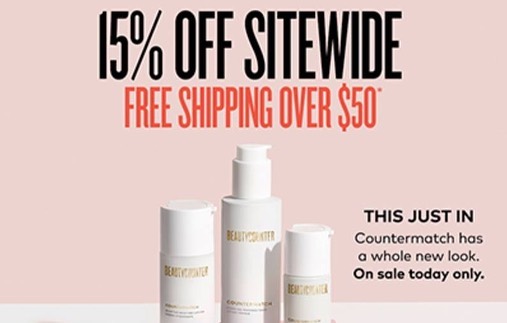 15% OFF SITEWIDE
FREE SHIPPING OVER $50*
THIS JUST IN
Countermatch has
a whole new look.
On sale today only.
BEAUTYCOUNTER
BEAUTYCOUNTER
BEAUTYCOUNTER
COUNTERMATCH